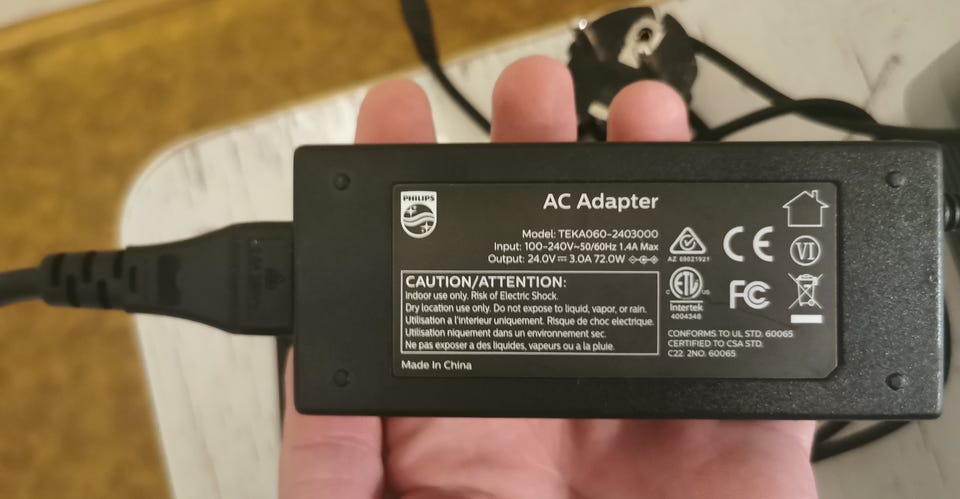 PHILIPS
AC Adapter
Model: TEKA060-2403000
Input: 100-240V~50/60Hz 1.4A Max
Output: 24.0V⎓3.0A 72.0W
CAUTION/ATTENTION:
Indoor use only. Risk of Electric Shock.
Dry location use only. Do not expose to liquid, vapor, or rain.
Utilisation a l'interieur uniquement. Risque de choc electrique.
Utilisation niquement dans un environnement sec.
Ne pas exposer a des liquides, vapeurs ou a la pluie.
Made In China
AZ 69021921
CE
VI
C ETL US
Intertek
4004348
FC
CONFORMS TO UL STD. 60065
CERTIFIED TO CSA STD.
C22. 2NO. 60065